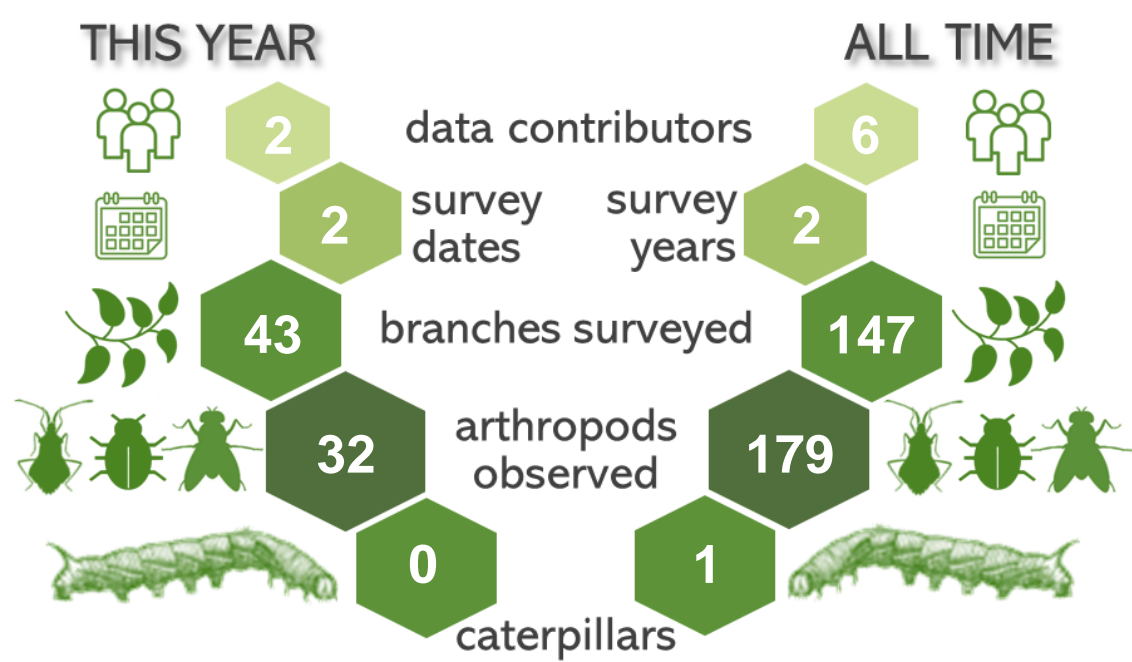 THIS YEAR
ALL TIME
2
data contributors
6
2
survey
dates
survey
years
2
43
branches surveyed
147
32
arthropods
observed
179
0
caterpillars
1